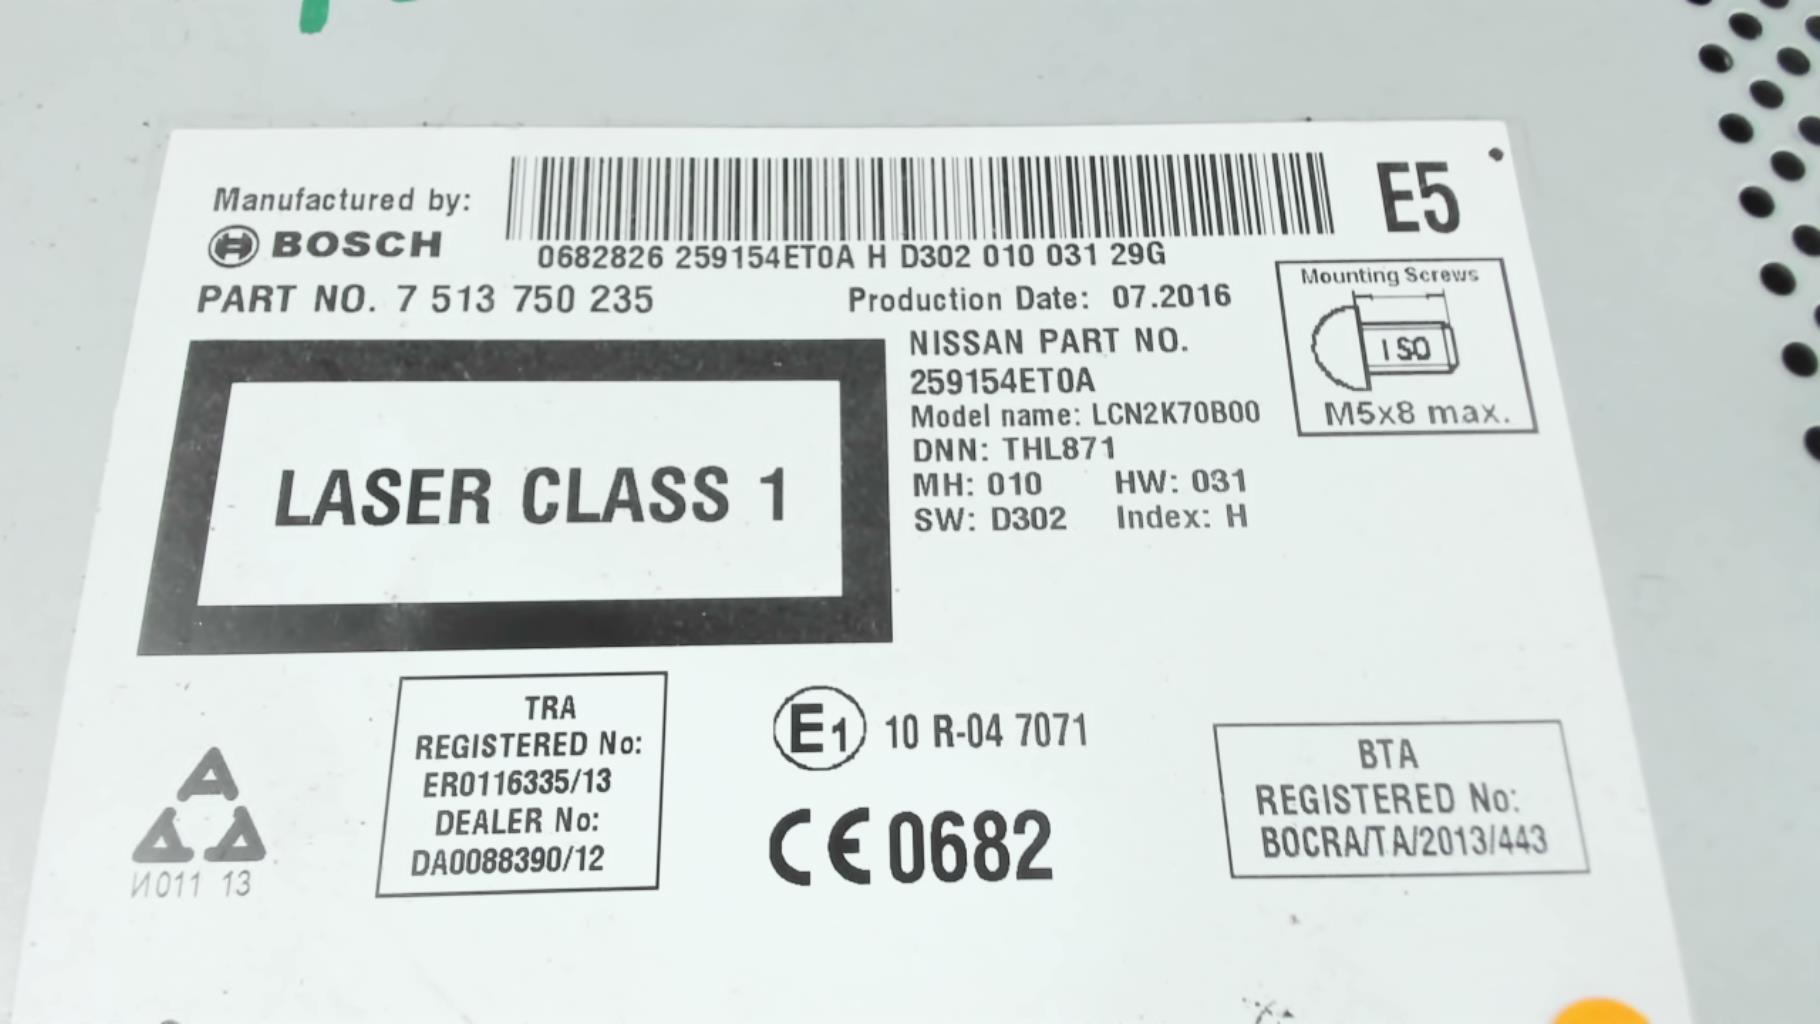 Manufactured by:
BOSCH
0682826 259154ET0A H D302 010 031 29G
E5
PART NO. 7 513 750 235
Production Date: 07.2016
NISSAN PART NO.
259154ET0A
Model name: LCN2K70B00
DNN: THL871
MH: 010 HW: 031
SW: D302 Index: H
Mounting Screws
ISO
M5x8 max.
LASER CLASS 1
TRA
REGISTERED No:
ER0116335/13
DEALER No:
DA0088390/12
E1 10 R-04 7071
CE 0682
BTA
REGISTERED No:
BOCRA/TA/2013/443
И011 13